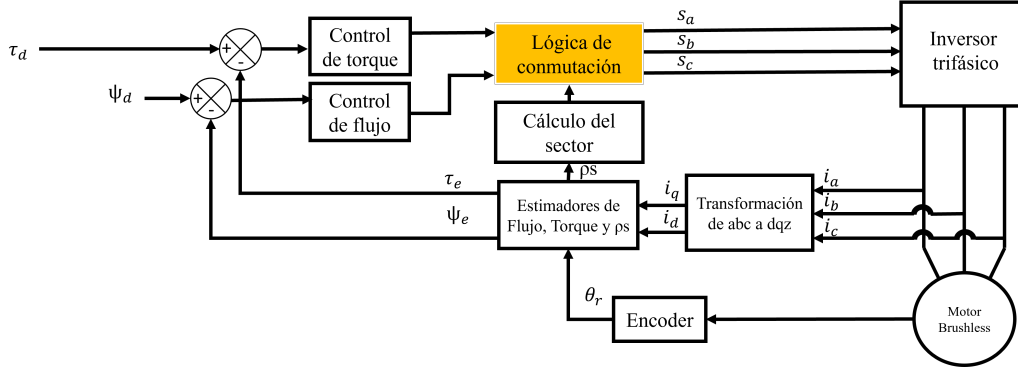 τ_d
+
-
Control
de torque
Lógica de
conmutación
s_a
s_b
s_c
Inversor
trifásico
ψ_d
+
-
Control
de flujo
Cálculo del
sector
ρs
τ_e
ψ_e
Estimadores de
Flujo, Torque y ρs
i_q
i_d
Transformación
de abc a dqz
i_a
i_b
i_c
θ_r
Encoder
Motor
Brushless